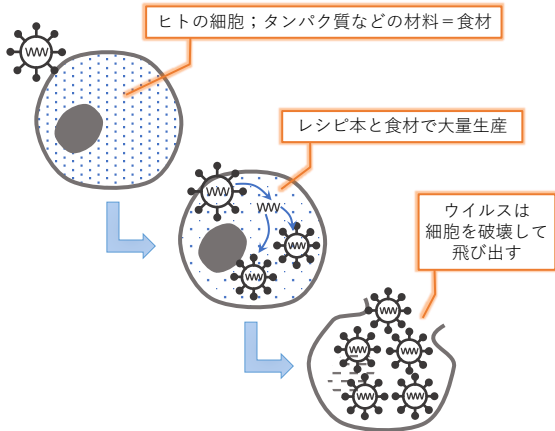 ヒトの細胞；タンパク質などの材料＝食材
レシピ本と食材で大量生産
ウイルスは
細胞を破壊して
飛び出す